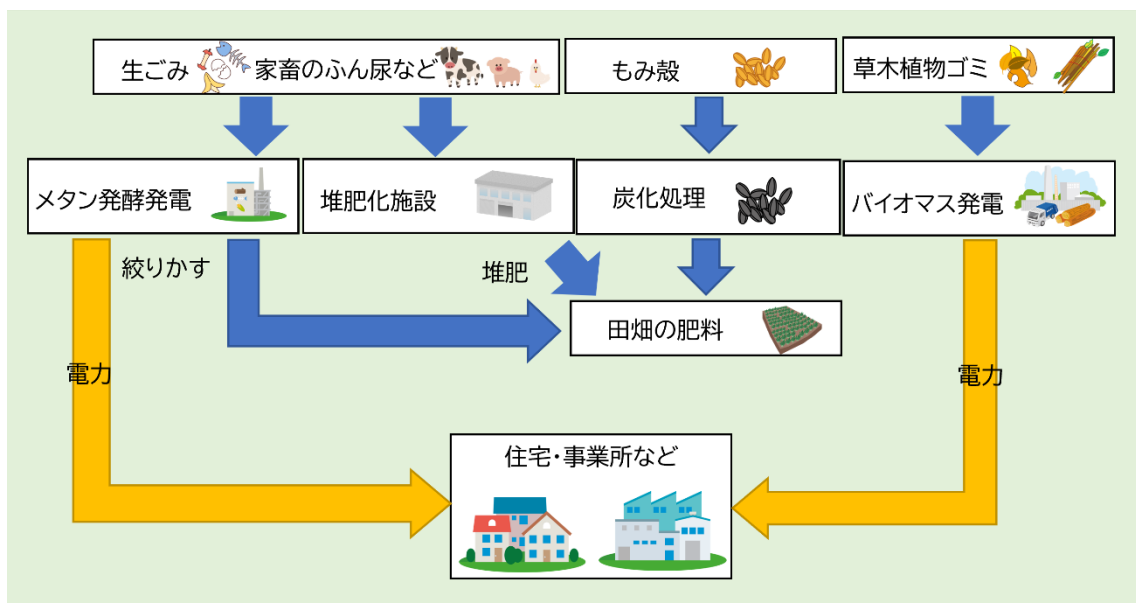 生ごみ
家畜のふん尿など
もみ殻
草木植物ゴミ
メタン発酵発電
堆肥化施設
炭化処理
バイオマス発電
絞りかす
堆肥
田畑の肥料
電力
電力
住宅・事業所など